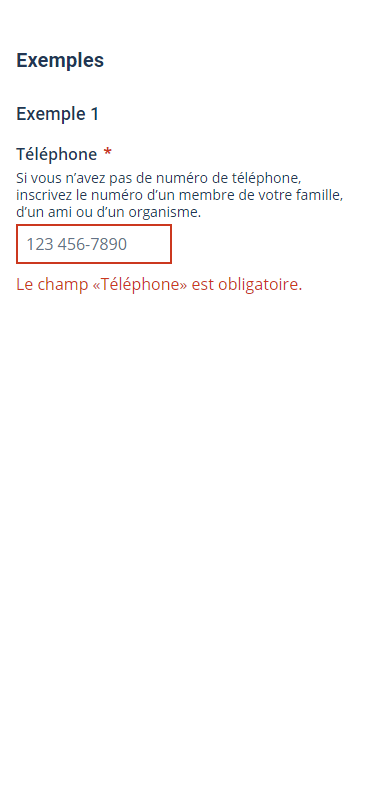 Exemples
Exemple 1
Téléphone *
Si vous n’avez pas de numéro de téléphone,
inscrivez le numéro d’un membre de votre famille,
d’un ami ou d’un organisme.
123 456-7890
Le champ «Téléphone» est obligatoire.